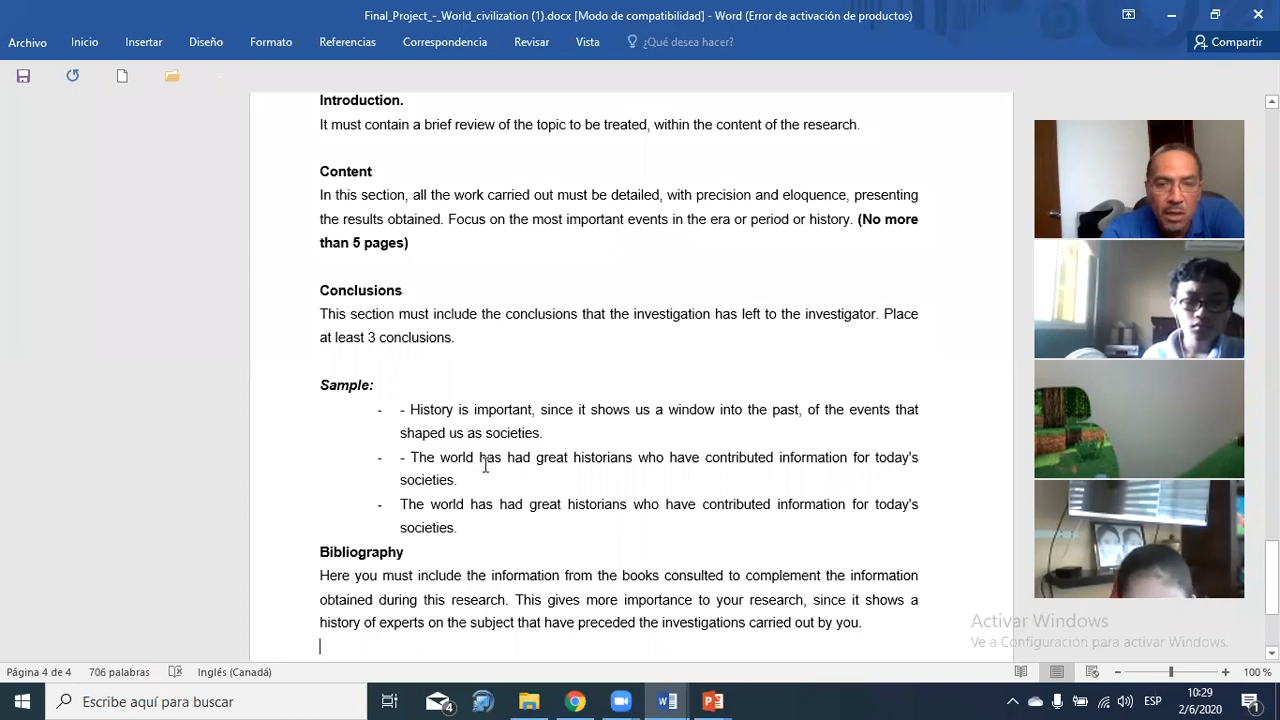 Final_Project_-_World_civilization (1).docx [Modo de compatibilidad] - Word (Error de activación de productos)
Archivo Inicio Insertar Diseño Formato Referencias Correspondencia Revisar Vista ¿Qué desea hacer? Compartir
Introduction.
It must contain a brief review of the topic to be treated, within the content of the research.
Content
In this section, all the work carried out must be detailed, with precision and eloquence, presenting
the results obtained. Focus on the most important events in the era or period or history. (No more
than 5 pages)
Conclusions
This section must include the conclusions that the investigation has left to the investigator. Place
at least 3 conclusions.
Sample:
- - History is important, since it shows us a window into the past, of the events that
shaped us as societies.
- - The world has had great historians who have contributed information for today's
societies.
- The world has had great historians who have contributed information for today's
societies.
Bibliography
Here you must include the information from the books consulted to complement the information
obtained during this research. This gives more importance to your research, since it shows a
history of experts on the subject that have preceded the investigations carried out by you.
Activar Windows
Ve a Configuración para activar Windows.
Página 4 de 4 706 palabras Inglés (Canadá) 100 %
Escribe aquí para buscar 4 ESP 10:29
2/6/2020 1